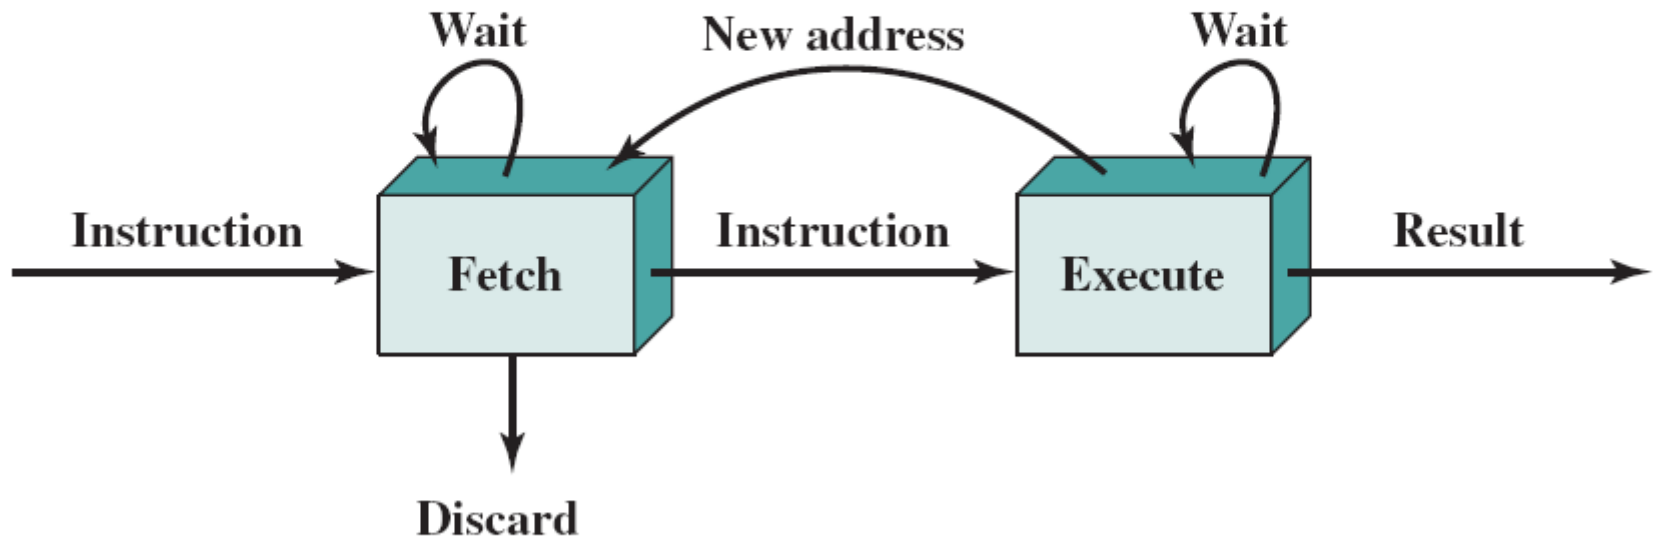 Wait
New address
Wait
Instruction
Fetch
Instruction
Execute
Result
Discard